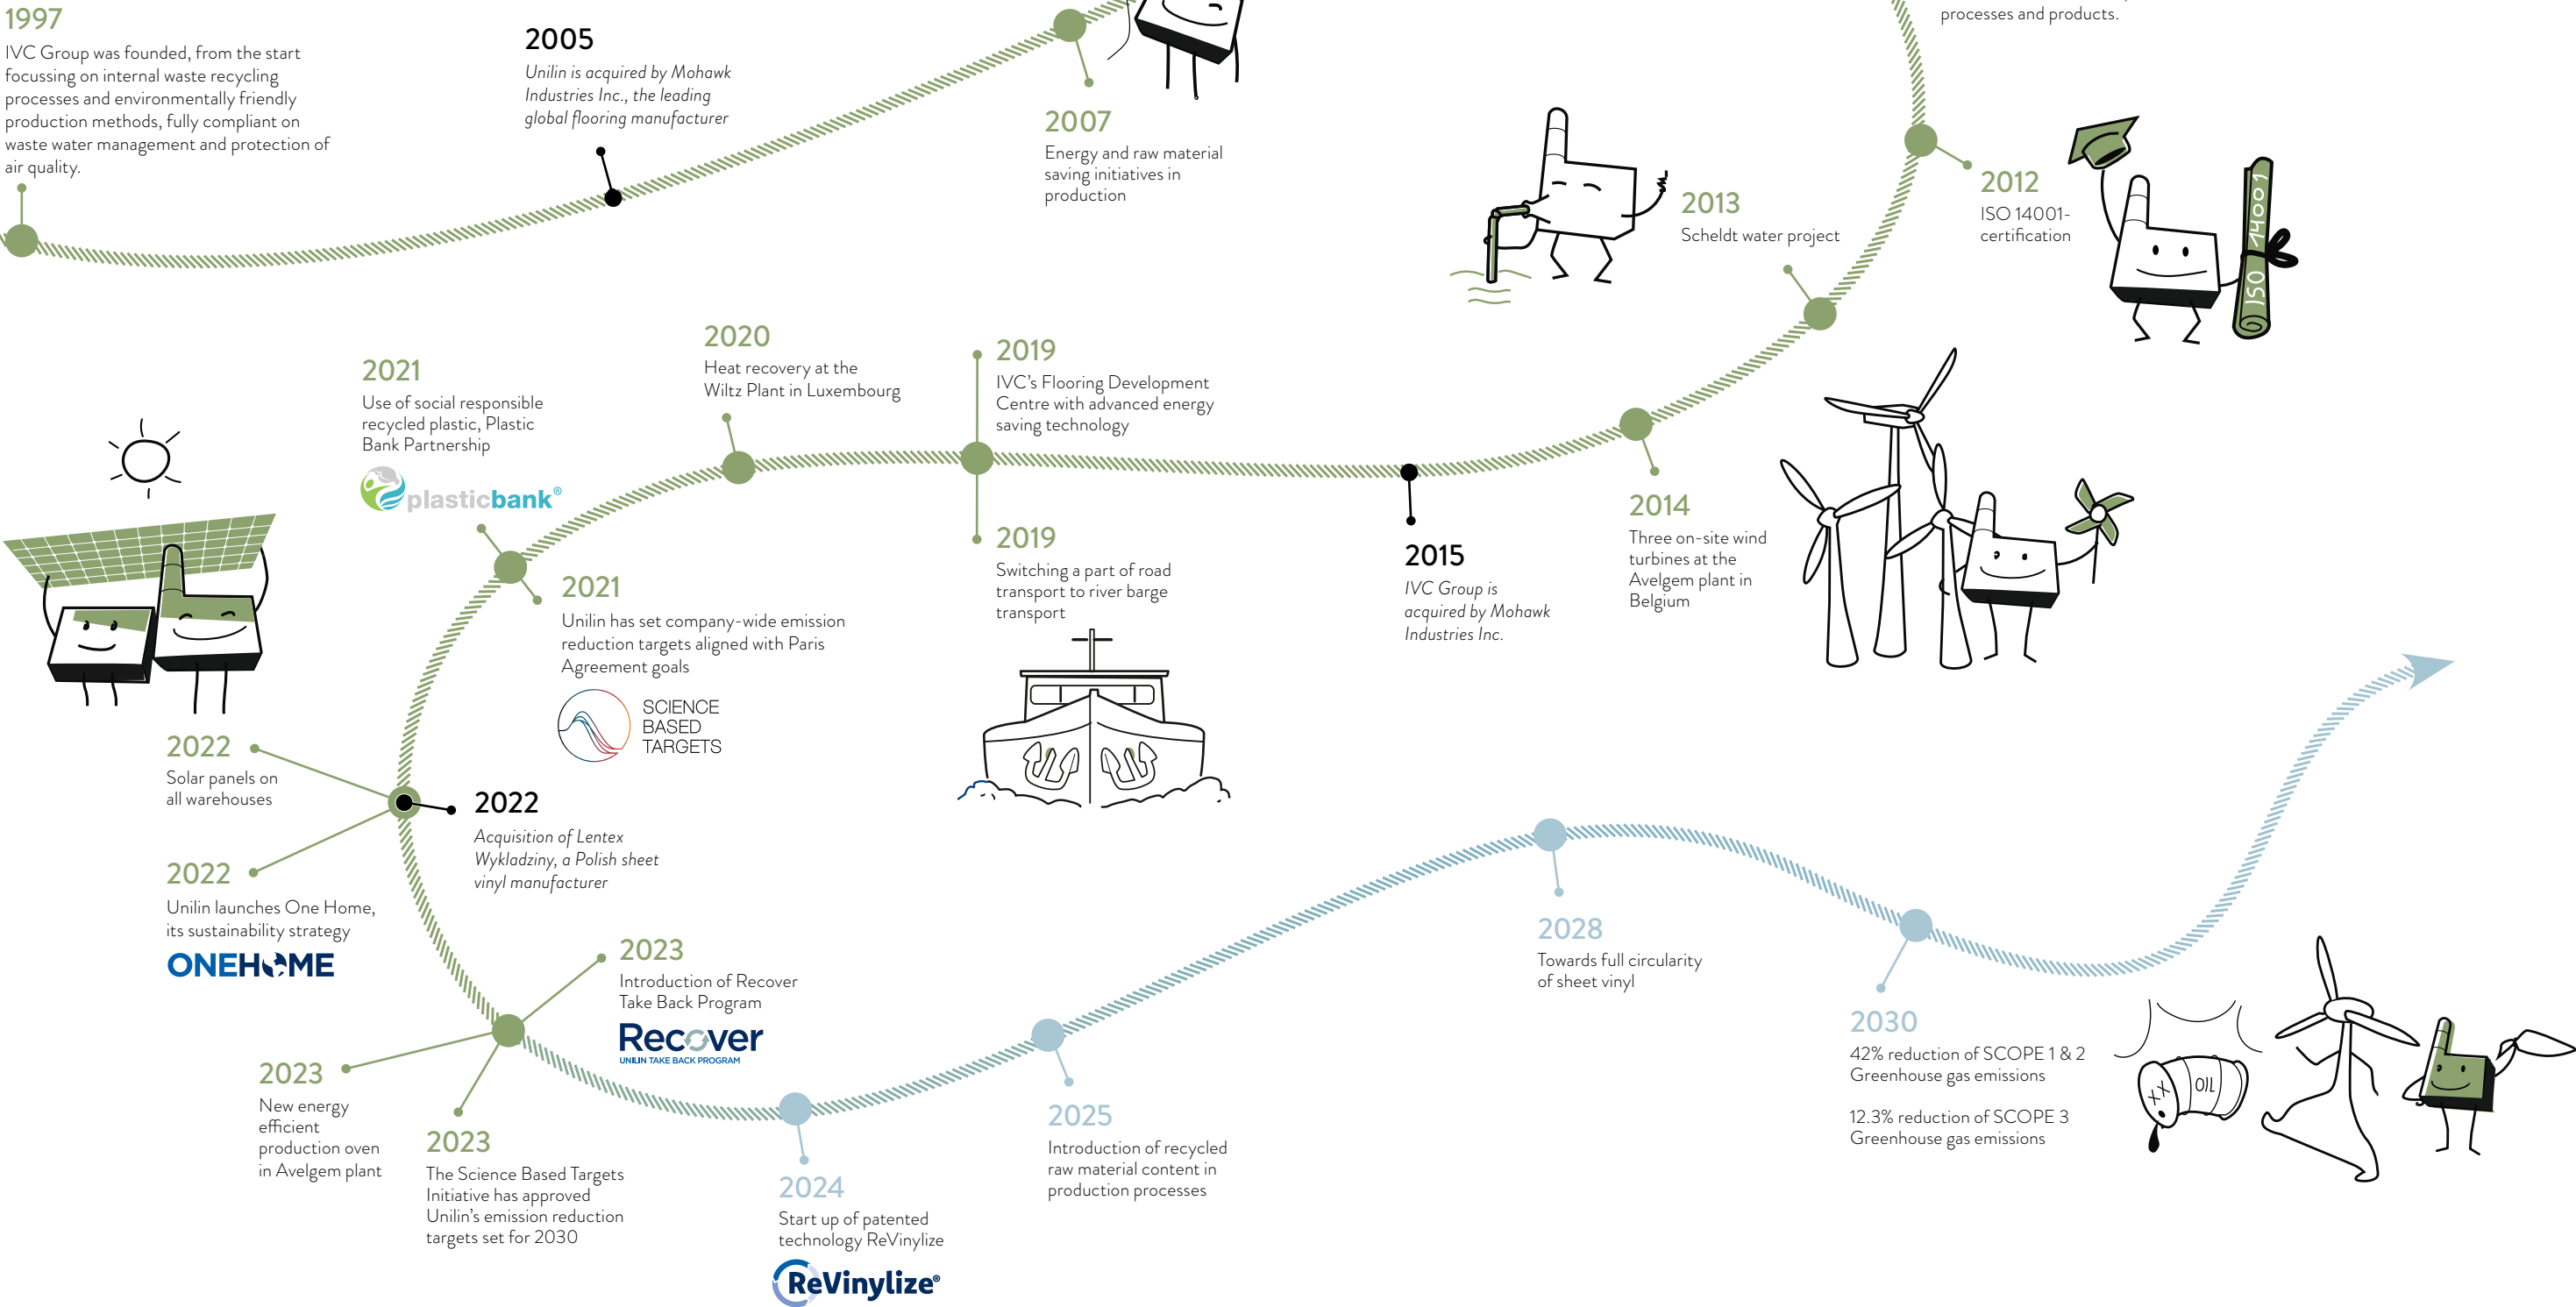 1997
IVC Group was founded, from the start
focussing on internal waste recycling
processes and environmentally friendly
production methods, fully compliant on
waste water management and protection of
air quality.
2005
Unilin is acquired by Mohawk
Industries Inc., the leading
global flooring manufacturer
2007
Energy and raw material
saving initiatives in
production
processes and products.
2012
ISO 14001-
certification
ISO 14001
2013
Scheldt water project
2014
Three on-site wind
turbines at the
Avelgem plant in
Belgium
2015
IVC Group is
acquired by Mohawk
Industries Inc.
2019
IVC's Flooring Development
Centre with advanced energy
saving technology
2019
Switching a part of road
transport to river barge
transport
2020
Heat recovery at the
Wiltz Plant in Luxembourg
2021
Use of social responsible
recycled plastic, Plastic
Bank Partnership
plasticbank®
2021
Unilin has set company-wide emission
reduction targets aligned with Paris
Agreement goals
SCIENCE
BASED
TARGETS
2022
Solar panels on
all warehouses
2022
Acquisition of Lentex
Wykladziny, a Polish sheet
vinyl manufacturer
2022
Unilin launches One Home,
its sustainability strategy
ONEHOME
2023
Introduction of Recover
Take Back Program
Recover
UNILIN TAKE BACK PROGRAM
2023
New energy
efficient
production oven
in Avelgem plant
2023
The Science Based Targets
Initiative has approved
Unilin's emission reduction
targets set for 2030
2024
Start up of patented
technology ReVinylize
ReVinylize®
2025
Introduction of recycled
raw material content in
production processes
2028
Towards full circularity
of sheet vinyl
2030
42% reduction of SCOPE 1 & 2
Greenhouse gas emissions
12.3% reduction of SCOPE 3
Greenhouse gas emissions
OIL